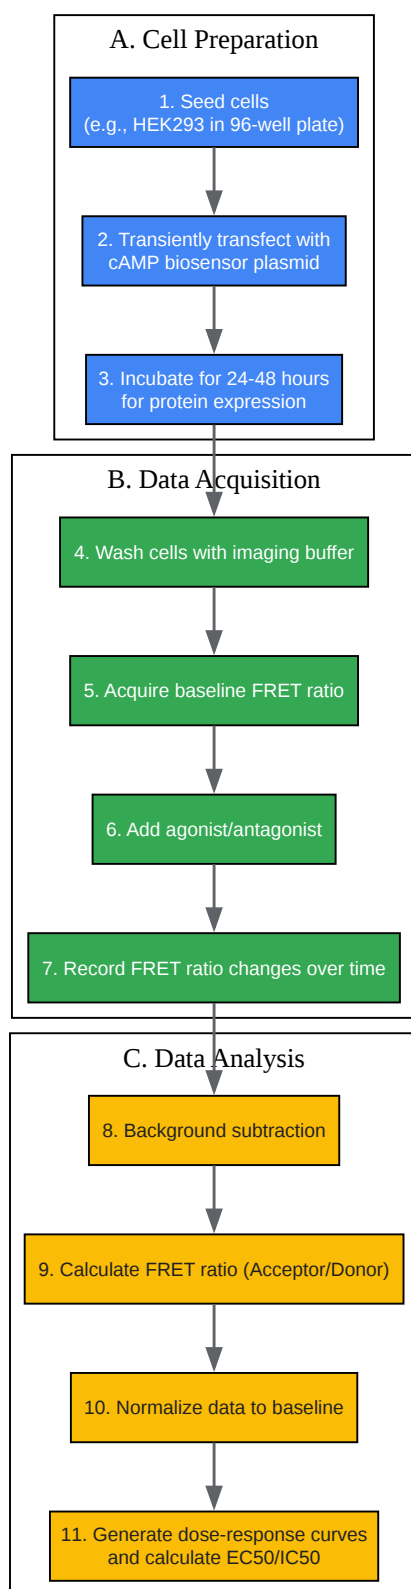 A. Cell Preparation
1. Seed cells
(e.g., HEK293 in 96-well plate)
2. Transiently transfect with
cAMP biosensor plasmid
3. Incubate for 24-48 hours
for protein expression
B. Data Acquisition
4. Wash cells with imaging buffer
5. Acquire baseline FRET ratio
6. Add agonist/antagonist
7. Record FRET ratio changes over time
C. Data Analysis
8. Background subtraction
9. Calculate FRET ratio (Acceptor/Donor)
10. Normalize data to baseline
11. Generate dose-response curves
and calculate EC50/IC50